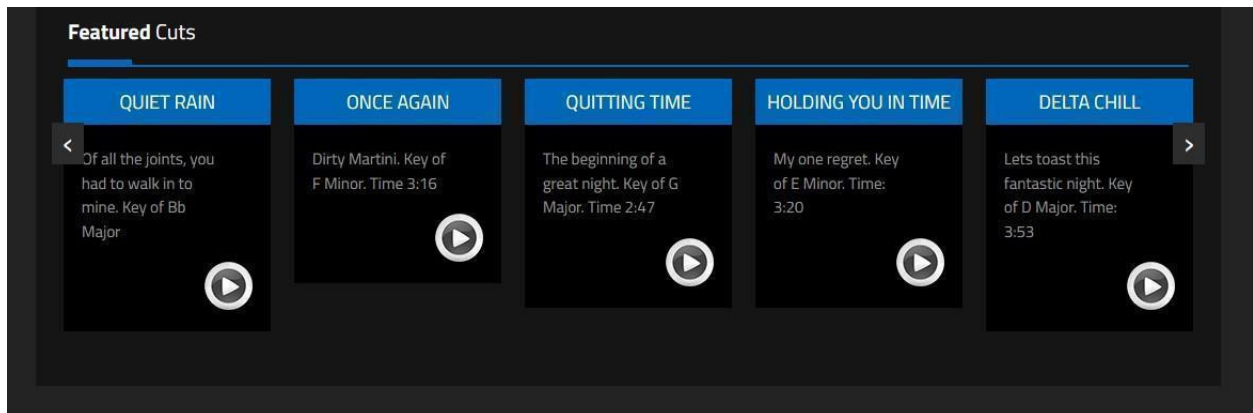 Featured Cuts
QUIET RAIN
Of all the joints, you
had to walk in to
mine. Key of Bb
Major
ONCE AGAIN
Dirty Martini. Key of
F Minor. Time 3:16
QUITTING TIME
The beginning of a
great night. Key of G
Major. Time 2:47
HOLDING YOU IN TIME
My one regret. Key
of E Minor. Time:
3:20
DELTA CHILL
Lets toast this
fantastic night. Key
of D Major. Time:
3:53